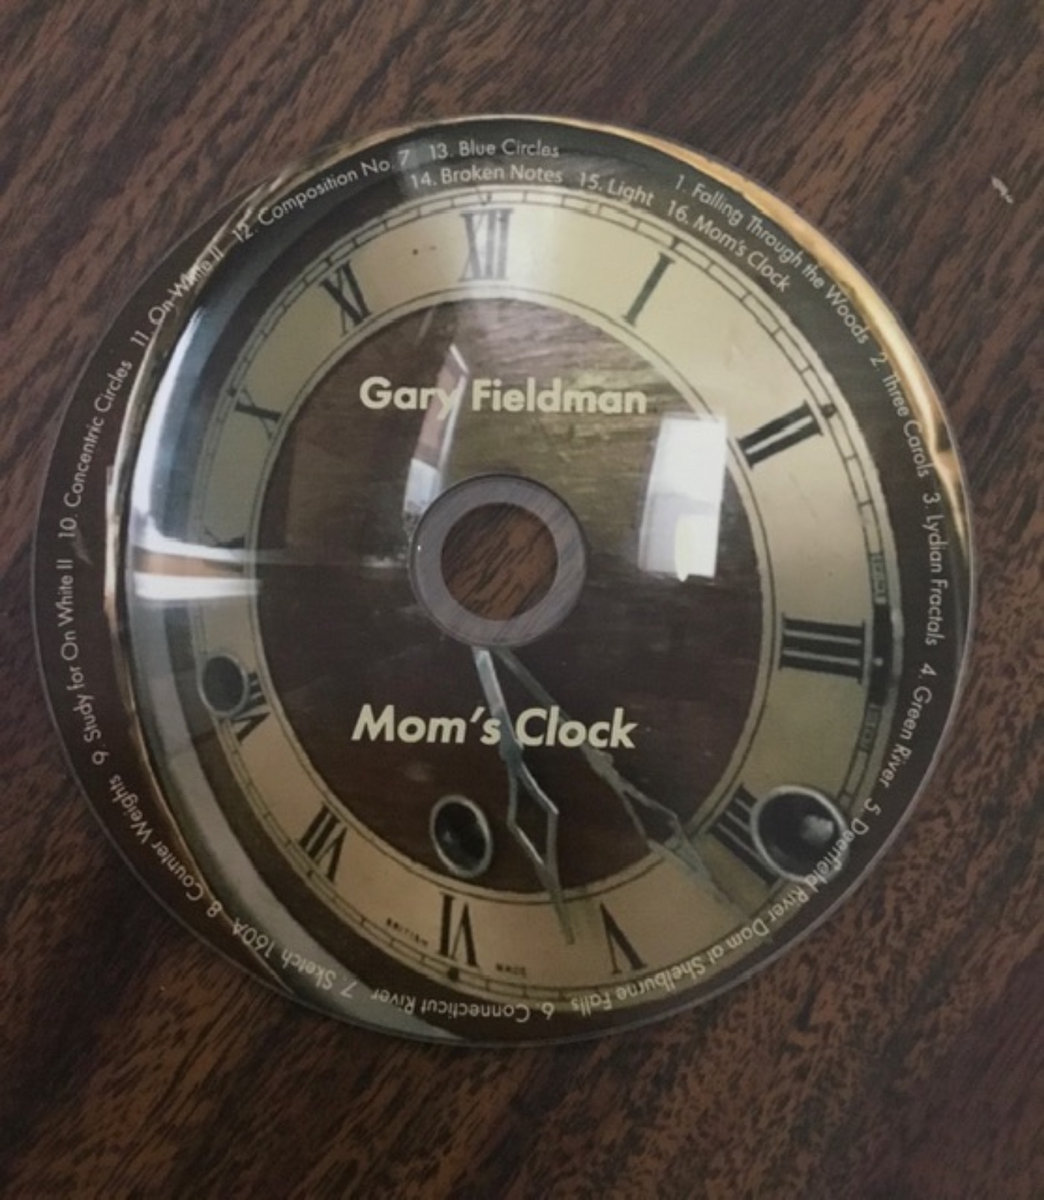 Gary Fieldman
Mom's Clock
1. Falling Through the Woods
2. Three Carols
3. Lydian Fractals
4. Green River
5. Deerfield River Dam at Shelburne Falls
6. Connecticut River
7. Sketch 160A
8. Counter Weights
9. Study for On White II
10. Concentric Circles
11. On White II
12. Composition No. 7
13. Blue Circles
14. Broken Notes
15. Light
16. Mom's Clock
XII
I
II
III
V
VI
VII
X
XI
BRITISH
MADE